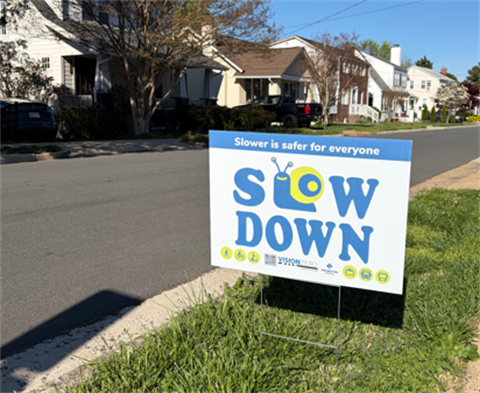 Slower is safer for everyone
SLOW
DOWN
VISION ZERO